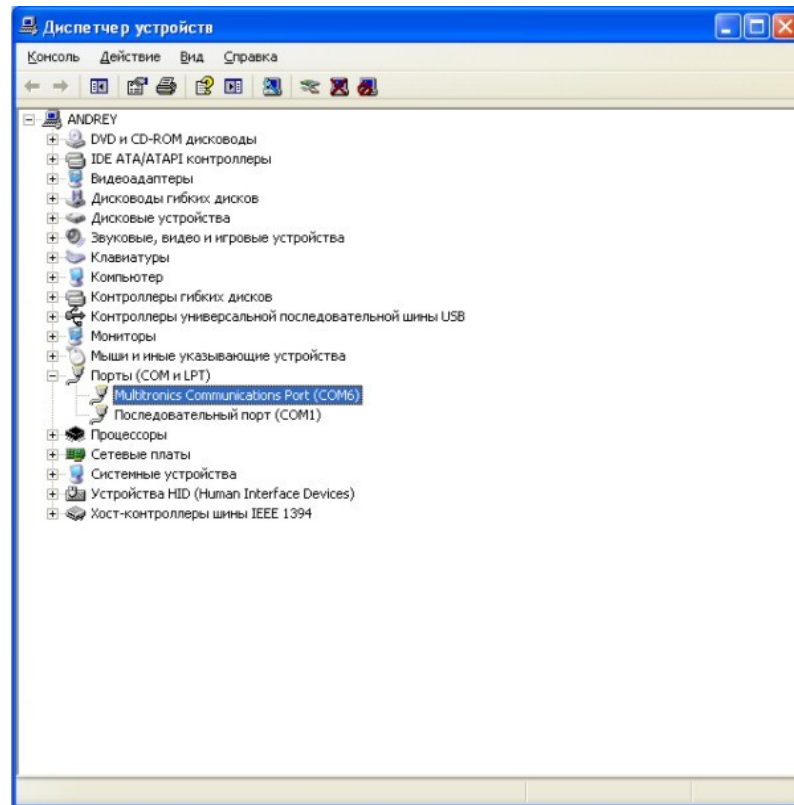 Диспетчер устройств
Консоль Действие Вид Справка
ANDREY
DVD и CD-ROM дисководы
IDE ATA/ATAPI контроллеры
Видеоадаптеры
Дисководы гибких дисков
Дисковые устройства
Звуковые, видео и игровые устройства
Клавиатуры
Компьютер
Контроллеры гибких дисков
Контроллеры универсальной последовательной шины USB
Мониторы
Мыши и иные указывающие устройства
Порты (COM и LPT)
Multitronics Communications Port (COM6)
Последовательный порт (COM1)
Процессоры
Сетевые платы
Системные устройства
Устройства HID (Human Interface Devices)
Хост-контроллеры шины IEEE 1394